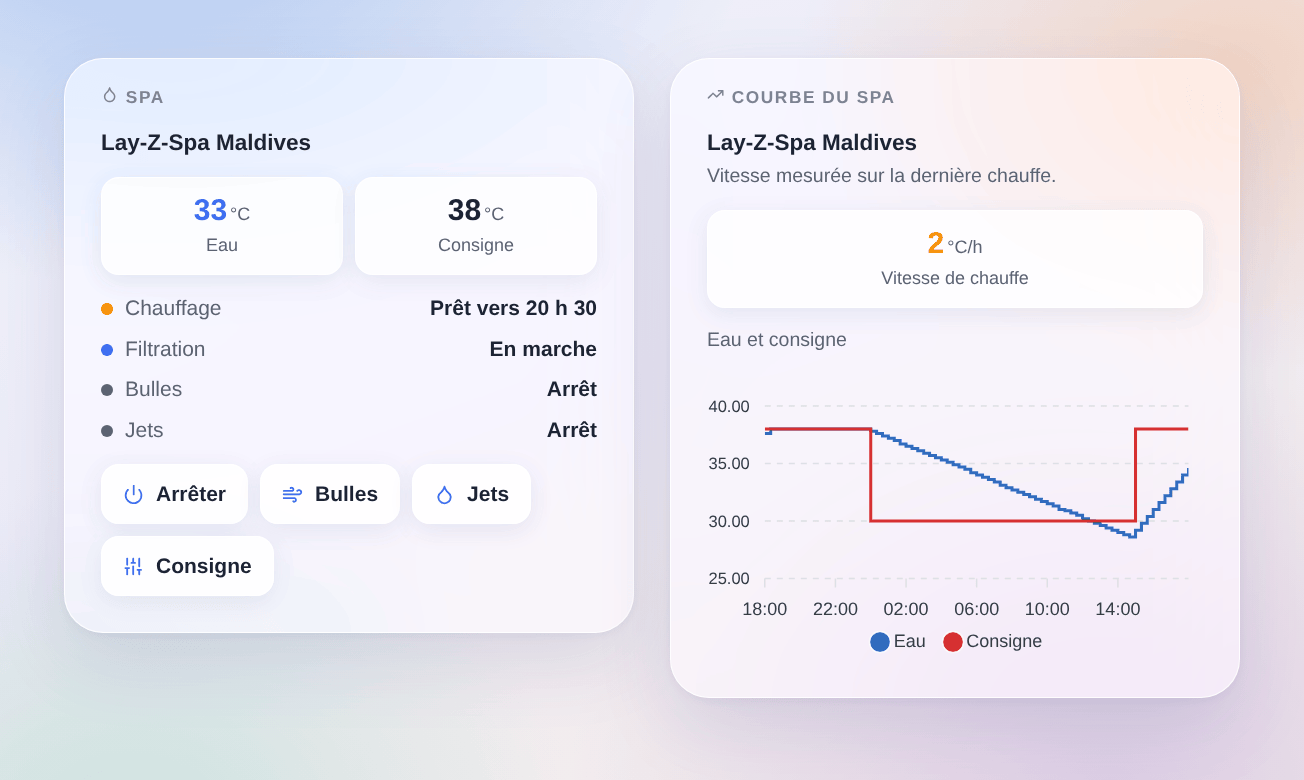 SPA
Lay-Z-Spa Maldives
33 °C
Eau
38 °C
Consigne
Chauffage Prêt vers 20 h 30
Filtration En marche
Bulles Arrêt
Jets Arrêt
Arrêter Bulles Jets
Consigne
COURBE DU SPA
Lay-Z-Spa Maldives
Vitesse mesurée sur la dernière chauffe.
2 °C/h
Vitesse de chauffe
Eau et consigne
40.00
35.00
30.00
25.00
18:00 22:00 02:00 06:00 10:00 14:00
Eau Consigne